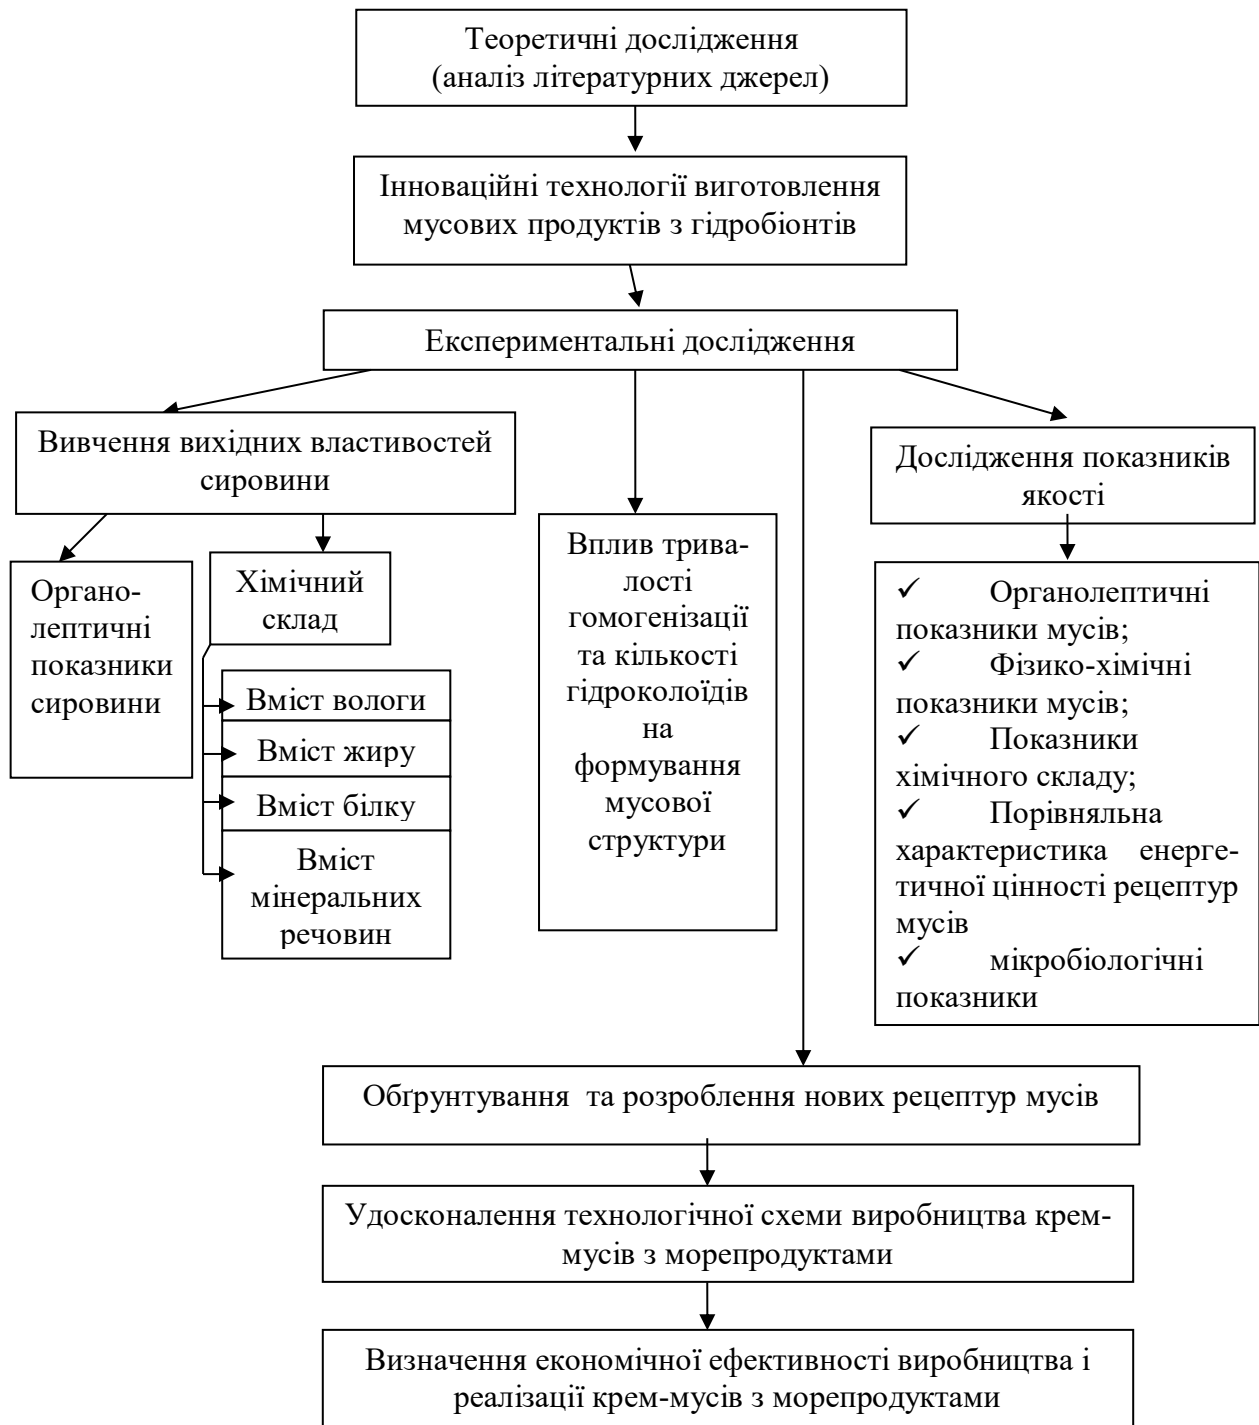 Теоретичні дослідження
(аналіз літературних джерел)
Інноваційні технології виготовлення
мусових продуктів з гідробіонтів
Експериментальні дослідження
Вивчення вихідних властивостей
сировини
Органо-
лептичні
показники
сировини
Хімічний
склад
Вміст вологи
Вміст жиру
Вміст білку
Вміст
мінеральних
речовин
Вплив трива-
лості
гомогенізації
та кількості
гідроколоїдів
на
формування
мусової
структури
Дослідження показників
якості
✓ Органолептичні
показники мусів;
✓ Фізико-хімічні
показники мусів;
✓ Показники
хімічного складу;
✓ Порівняльна
характеристика енерге-
тичної цінності рецептур
мусів
✓ мікробіологічні
показники
Обґрунтування та розроблення нових рецептур мусів
Удосконалення технологічної схеми виробництва крем-
мусів з морепродуктами
Визначення економічної ефективності виробництва і
реалізації крем-мусів з морепродуктами